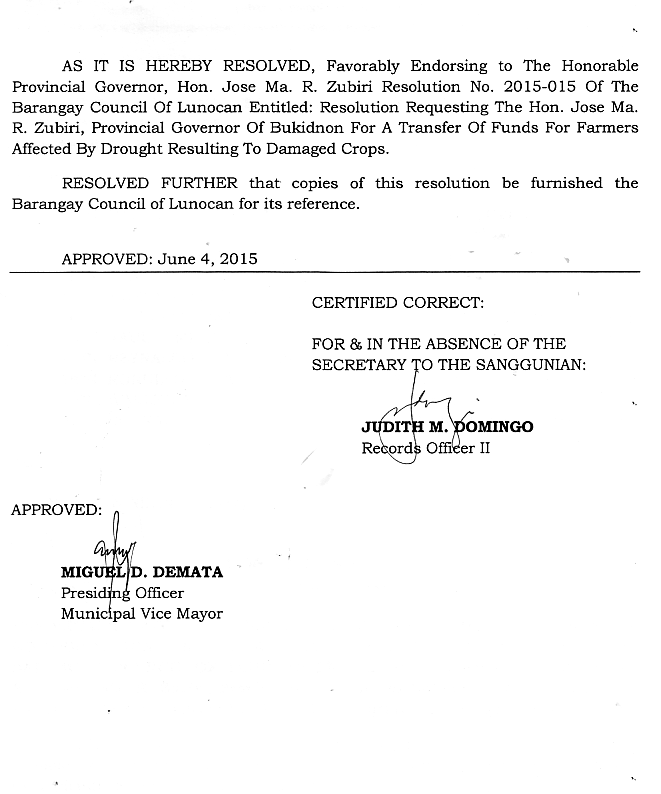 AS IT IS HEREBY RESOLVED, Favorably Endorsing to The Honorable
Provincial Governor, Hon. Jose Ma. R. Zubiri Resolution No. 2015-015 Of The
Barangay Council Of Lunocan Entitled: Resolution Requesting The Hon. Jose Ma.
R. Zubiri, Provincial Governor Of Bukidnon For A Transfer Of Funds For Farmers
Affected By Drought Resulting To Damaged Crops.
RESOLVED FURTHER that copies of this resolution be furnished the
Barangay Council of Lunocan for its reference.
APPROVED: June 4, 2015
CERTIFIED CORRECT:
FOR & IN THE ABSENCE OF THE
SECRETARY TO THE SANGGUNIAN:
JUDITH M. DOMINGO
Records Officer II
APPROVED:
MIGUEL D. DEMATA
Presiding Officer
Municipal Vice Mayor